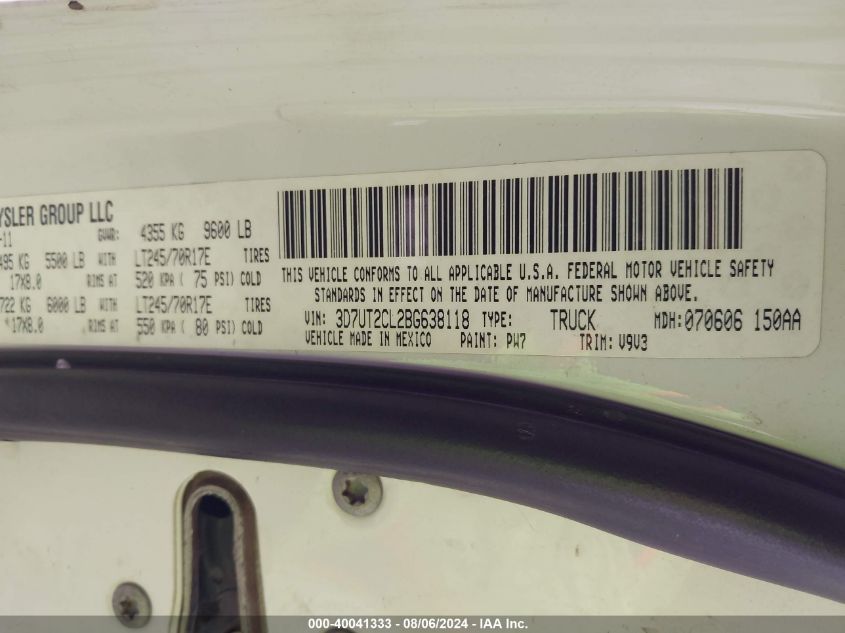 YSLER GROUP LLC
-11 GVWR: 4355 KG 9600 LB
495 KG 5500 LB WITH LT245/70R17E TIRES
17X8.0 RIMS AT 520 KPA ( 75 PSI) COLD
722 KG 6000 LB WITH LT245/70R17E TIRES
17X8.0 RIMS AT 550 KPA ( 80 PSI) COLD
THIS VEHICLE CONFORMS TO ALL APPLICABLE U.S.A. FEDERAL MOTOR VEHICLE SAFETY
STANDARDS IN EFFECT ON THE DATE OF MANUFACTURE SHOWN ABOVE.
VIN: 3D7UT2CL2BG638118 TYPE: TRUCK MDH: 070606 150AA
VEHICLE MADE IN MEXICO PAINT: PW7 TRIM: V9V3
000-40041333 - 08/06/2024 - IAA Inc.